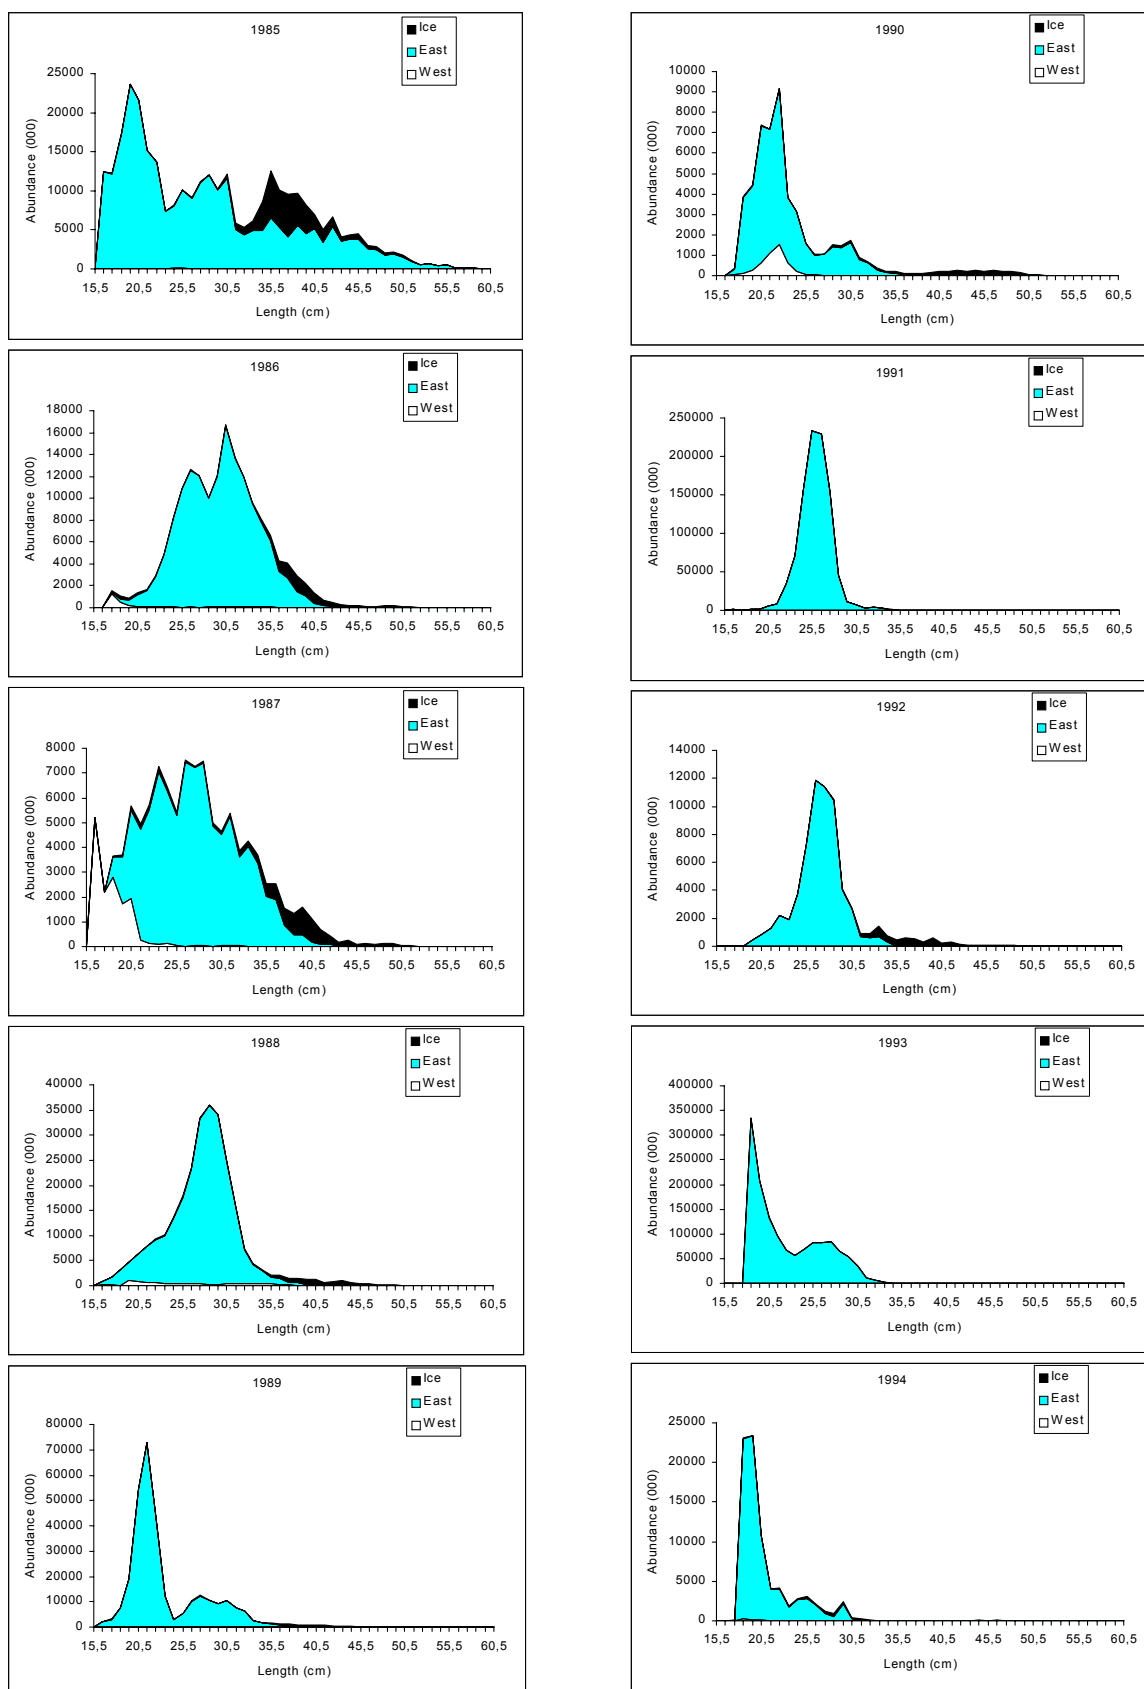 1985
Ice
East
West
Abundance (000)
25000
20000
15000
10000
5000
0
15,5 20,5 25,5 30,5 35,5 40,5 45,5 50,5 55,5 60,5
Length (cm)
1986
Ice
East
West
Abundance (000)
18000
16000
14000
12000
10000
8000
6000
4000
2000
0
15,5 20,5 25,5 30,5 35,5 40,5 45,5 50,5 55,5 60,5
Length (cm)
1987
Ice
East
West
Abundance (000)
8000
7000
6000
5000
4000
3000
2000
1000
0
15,5 20,5 25,5 30,5 35,5 40,5 45,5 50,5 55,5 60,5
Length (cm)
1988
Ice
East
West
Abundance (000)
40000
35000
30000
25000
20000
15000
10000
5000
0
15,5 20,5 25,5 30,5 35,5 40,5 45,5 50,5 55,5 60,5
Length (cm)
1989
Ice
East
West
Abundance (000)
80000
70000
60000
50000
40000
30000
20000
10000
0
15,5 20,5 25,5 30,5 35,5 40,5 45,5 50,5 55,5 60,5
Length (cm)
1990
Ice
East
West
Abundance (000)
10000
9000
8000
7000
6000
5000
4000
3000
2000
1000
0
15,5 20,5 25,5 30,5 35,5 40,5 45,5 50,5 55,5 60,5
Length (cm)
1991
Ice
East
West
Abundance (000)
250000
200000
150000
100000
50000
0
15,5 20,5 25,5 30,5 35,5 40,5 45,5 50,5 55,5 60,5
Length (cm)
1992
Ice
East
West
Abundance (000)
14000
12000
10000
8000
6000
4000
2000
0
15,5 20,5 25,5 30,5 35,5 40,5 45,5 50,5 55,5 60,5
Length (cm)
1993
Ice
East
West
Abundance (000)
400000
350000
300000
250000
200000
150000
100000
50000
0
15,5 20,5 25,5 30,5 35,5 40,5 45,5 50,5 55,5 60,5
Length (cm)
1994
Ice
East
West
Abundance (000)
25000
20000
15000
10000
5000
0
15,5 20,5 25,5 30,5 35,5 40,5 45,5 50,5 55,5 60,5
Length (cm)